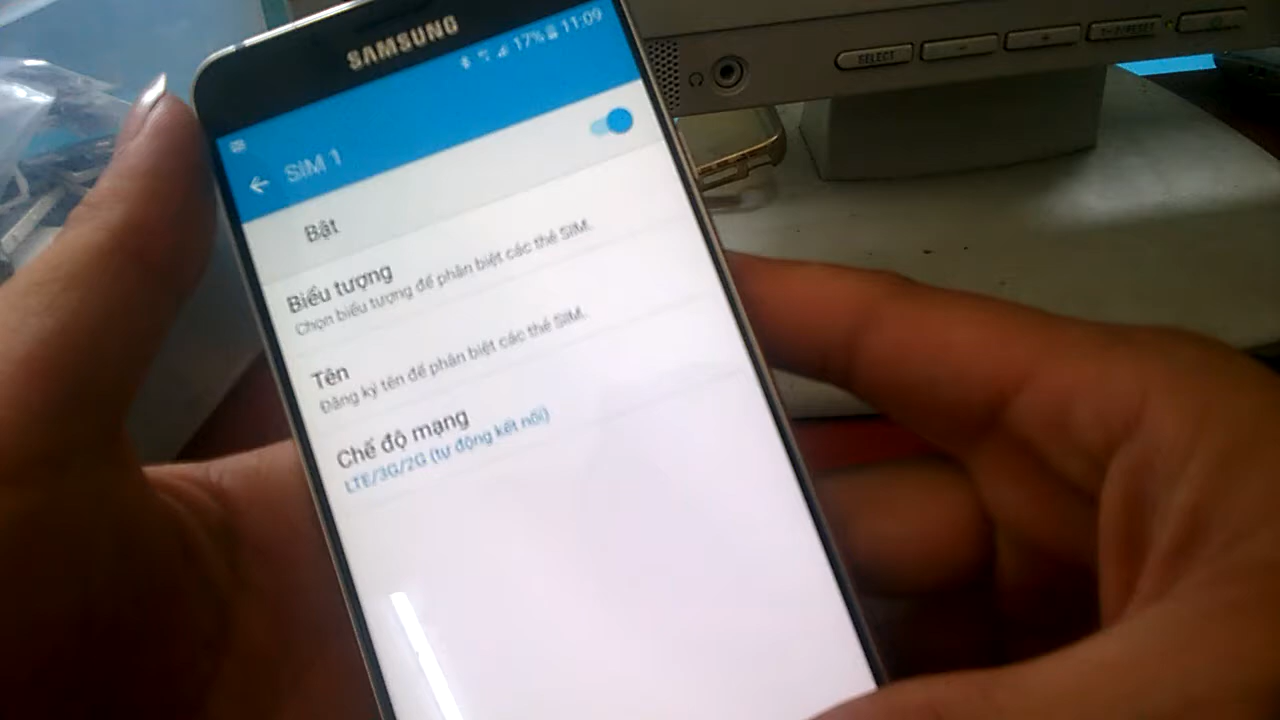 SAMSUNG
17% 11:09
SIM 1
Bật
Biểu tượng
Chọn biểu tượng để phân biệt các thẻ SIM.
Tên
Đăng ký tên để phân biệt các thẻ SIM.
Chế độ mạng
LTE/3G/2G (tự động kết nối)
SELECT